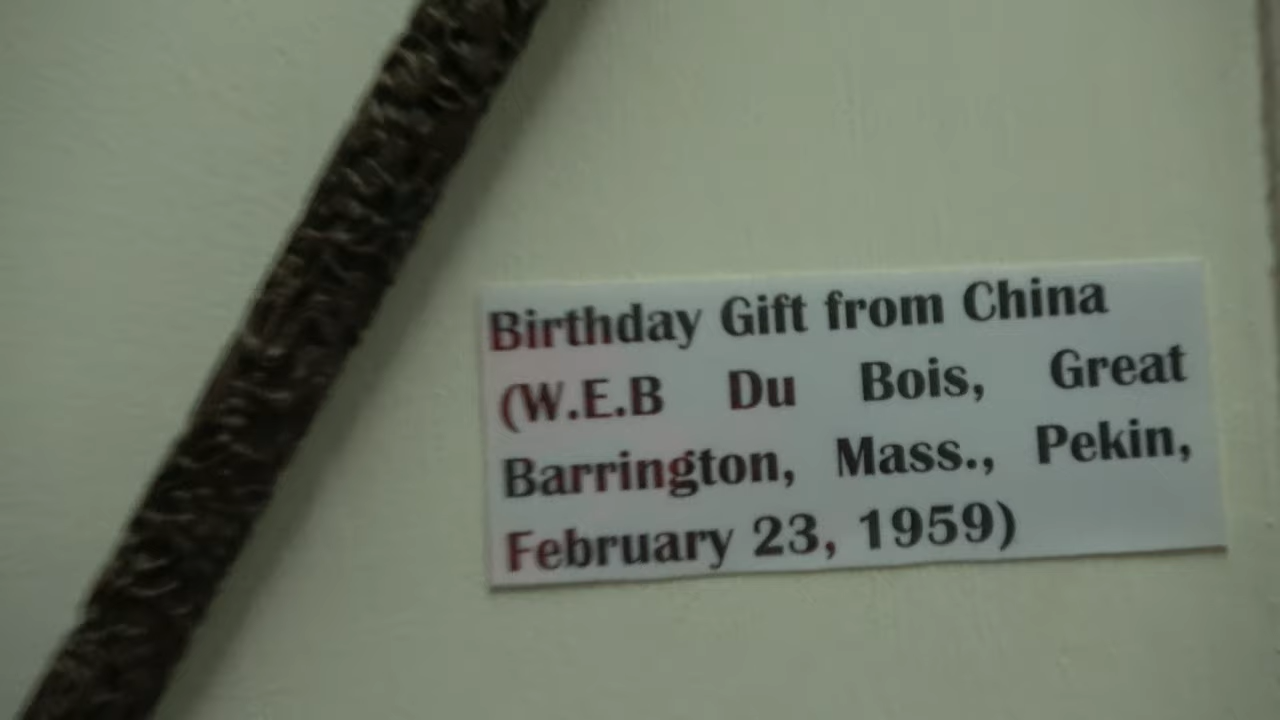 Birthday Gift from China
(W.E.B Du Bois, Great
Barrington, Mass., Pekin,
February 23, 1959)